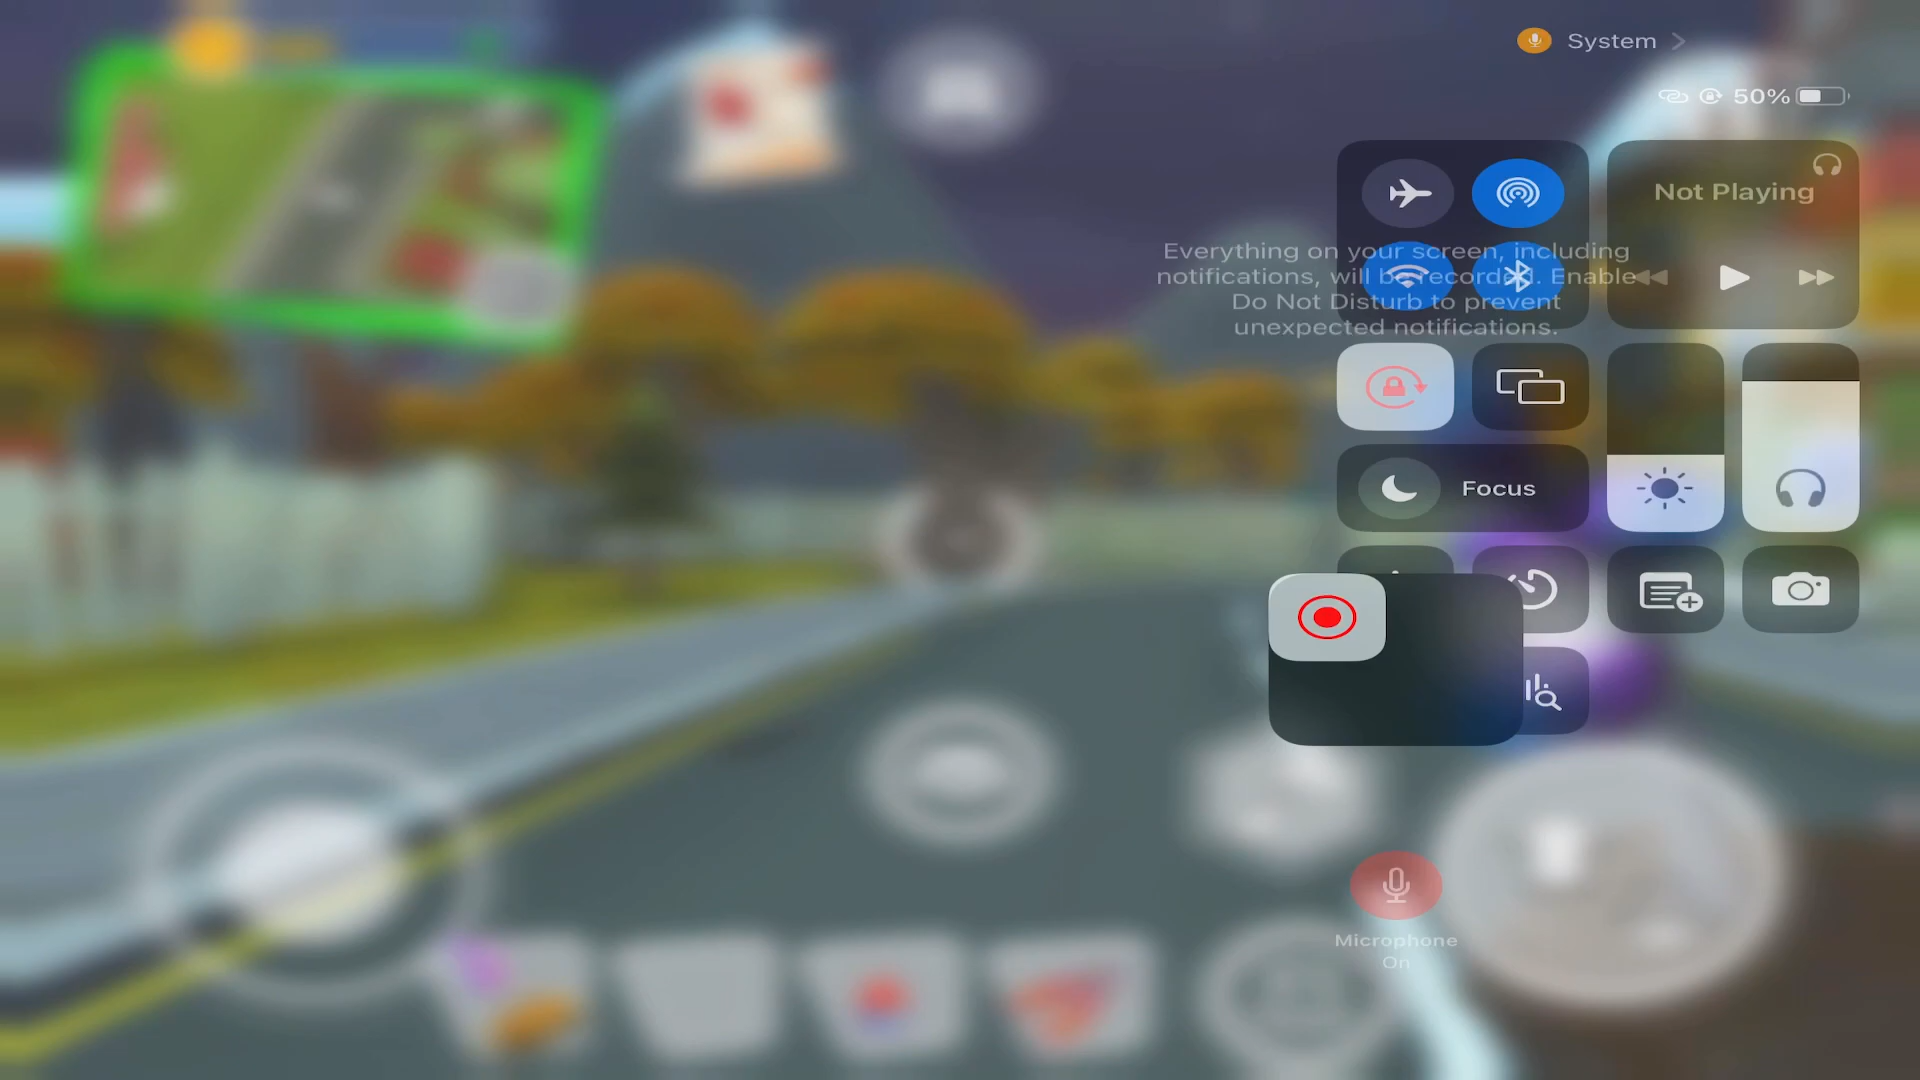 System
50%
Not Playing
Everything on your screen, including
notifications, will be recorded. Enable
Do Not Disturb to prevent
unexpected notifications.
Focus
Microphone
On